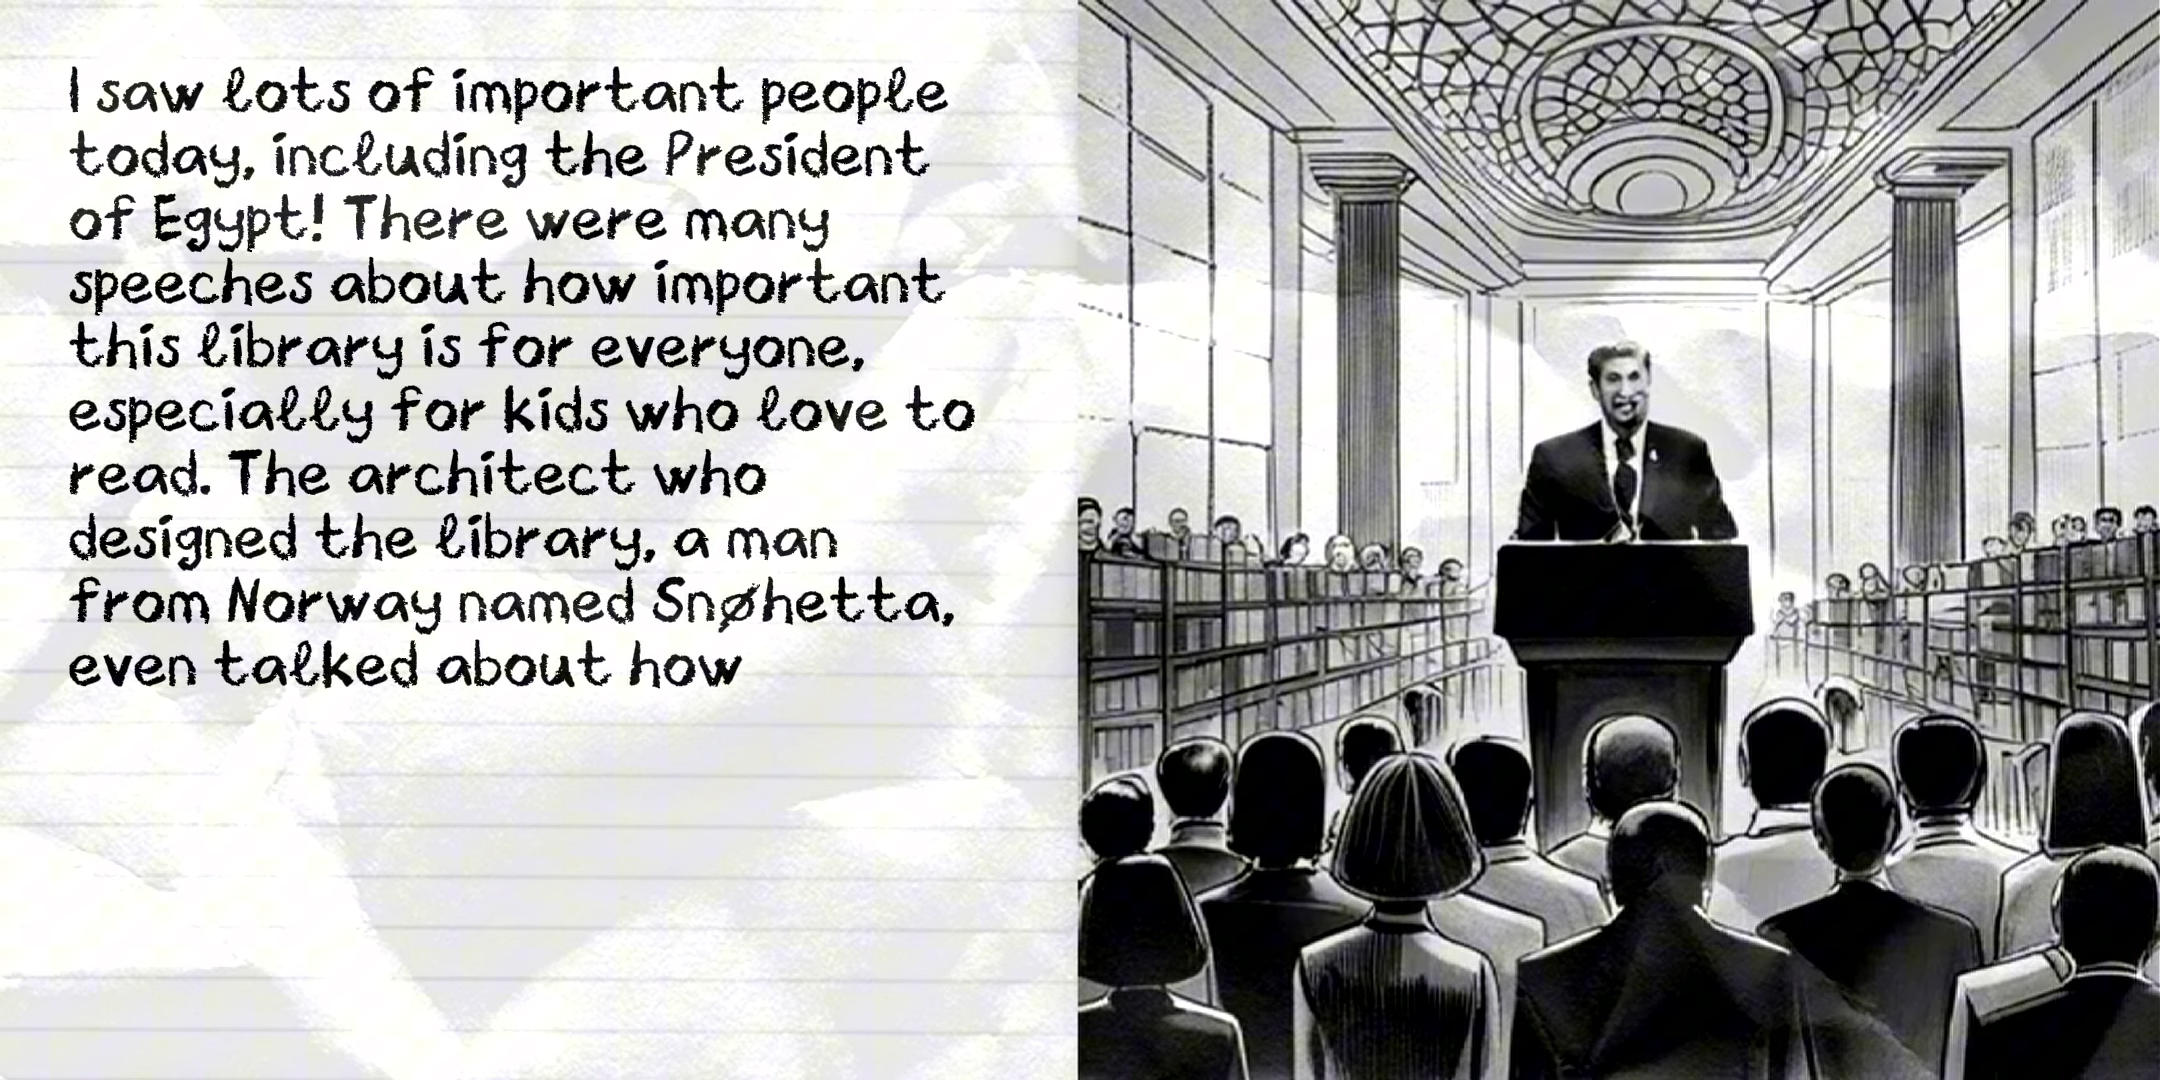 I saw lots of important people
today, including the President
of Egypt! There were many
speeches about how important
this library is for everyone,
especially for kids who love to
read. The architect who
designed the library, a man
from Norway named Snøhetta,
even talked about how